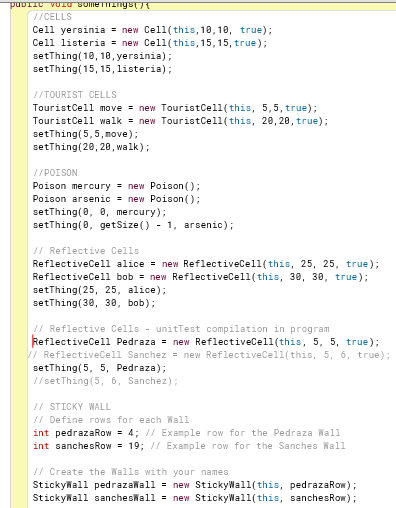 public void somethings(){
//CELLS
Cell yersinia = new Cell(this,10,10, true);
Cell listeria = new Cell(this,15,15,true);
setThing(10,10,yersinia);
setThing(15,15,listeria);
//TOURIST CELLS
TouristCell move = new TouristCell(this, 5,5,true);
TouristCell walk = new TouristCell(this, 20,20,true);
setThing(5,5,move);
setThing(20,20,walk);
//POISON
Poison mercury = new Poison();
Poison arsenic = new Poison();
setThing(0, 0, mercury);
setThing(0, getSize() - 1, arsenic);
// Reflective Cells
ReflectiveCell alice = new ReflectiveCell(this, 25, 25, true);
ReflectiveCell bob = new ReflectiveCell(this, 30, 30, true);
setThing(25, 25, alice);
setThing(30, 30, bob);
// Reflective Cells - unitTest compilation in program
ReflectiveCell Pedraza = new ReflectiveCell(this, 5, 5, true);
// ReflectiveCell Sanchez = new ReflectiveCell(this, 5, 6, true);
setThing(5, 5, Pedraza);
//setThing(5, 6, Sanchez);
// STICKY WALL
// Define rows for each Wall
int pedrazaRow = 4; // Example row for the Pedraza Wall
int sanchesRow = 19; // Example row for the Sanches Wall
// Create the Walls with your names
StickyWall pedrazaWall = new StickyWall(this, pedrazaRow);
StickyWall sanchesWall = new StickyWall(this, sanchesRow);